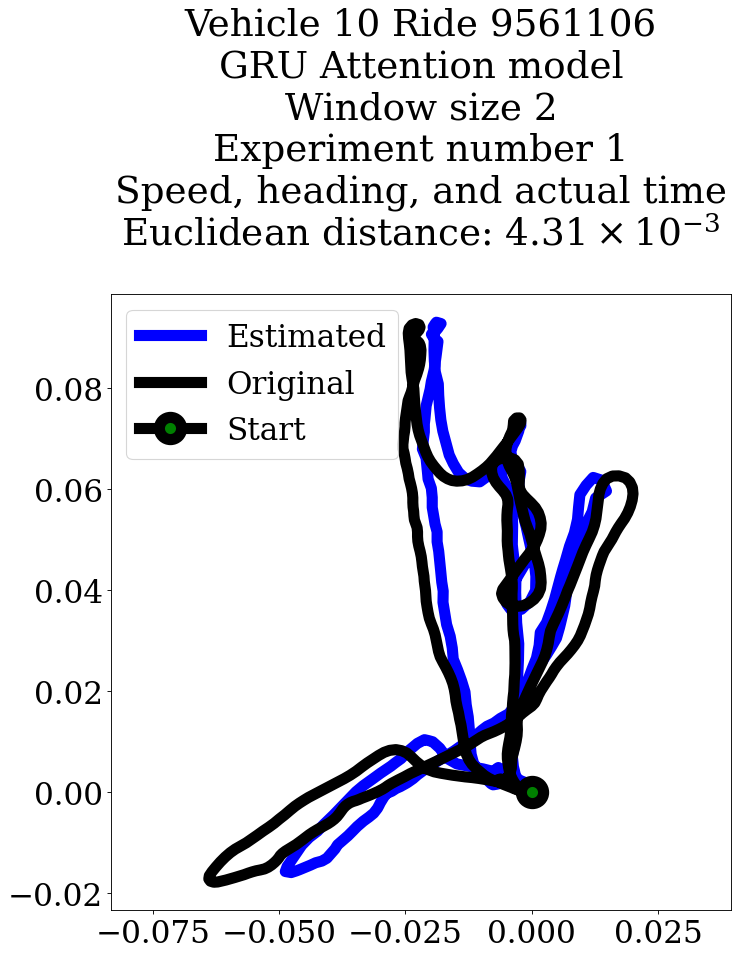 Vehicle 10 Ride 9561106
GRU Attention model
Window size 2
Experiment number 1
Speed, heading, and actual time
Euclidean distance: 4.31 × 10⁻³
Estimated
Original
Start
0.08
0.06
0.04
0.02
0.00
−0.02
−0.075 −0.050 −0.025 0.000 0.025